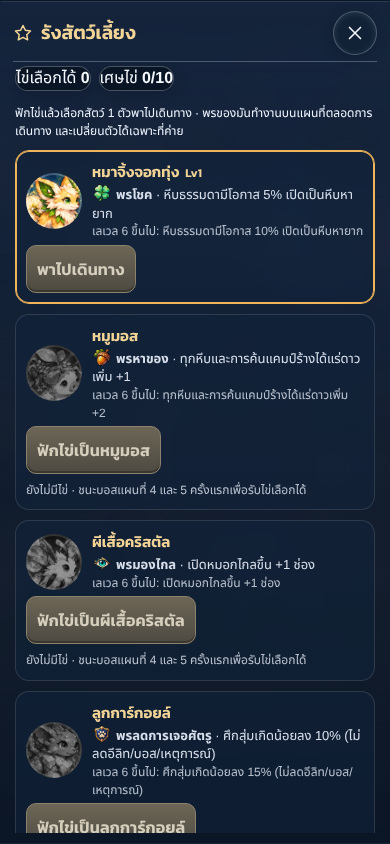 รังสัตว์เลี้ยง
ไข่เลือกได้ 0 เศษไข่ 0/10
ฟักไข่แล้วเลือกสัตว์ 1 ตัวพาไปเดินทาง · พรของมันทำงานบนแผนที่ตลอดการ
เดินทาง และเปลี่ยนตัวได้เฉพาะที่ค่าย
หมาจิ้งจอกทุ่ง Lv1
พรโชค · หีบธรรมดามีโอกาส 5% เปิดเป็นหีบหา
ยาก
เลเวล 6 ขึ้นไป: หีบธรรมดามีโอกาส 10% เปิดเป็นหีบหายาก
พาไปเดินทาง
หมูมอส
พรหาของ · ทุกหีบและการค้นแคมป์ร้างได้แร่ดาว
เพิ่ม +1
เลเวล 6 ขึ้นไป: ทุกหีบและการค้นแคมป์ร้างได้แร่ดาวเพิ่ม
+2
ฟักไข่เป็นหมูมอส
ยังไม่มีไข่ · ชนะบอสแผนที่ 4 และ 5 ครั้งแรกเพื่อรับไข่เลือกได้
ผีเสื้อคริสตัล
พรมองไกล · เปิดหมอกไกลขึ้น +1 ช่อง
เลเวล 6 ขึ้นไป: เปิดหมอกไกลขึ้น +2 ช่อง
ฟักไข่เป็นผีเสื้อคริสตัล
ยังไม่มีไข่ · ชนะบอสแผนที่ 4 และ 5 ครั้งแรกเพื่อรับไข่เลือกได้
ลูกการ์กอยล์
พรลดการเจอศัตรู · ศึกสุ่มเกิดน้อยลง 10% (ไม่
ลดอีลิท/บอส/เหตุการณ์)
เลเวล 6 ขึ้นไป: ศึกสุ่มเกิดน้อยลง 15% (ไม่ลดอีลิท/บอส/
เหตุการณ์)
ฟักไข่เป็นลูกการ์กอยล์